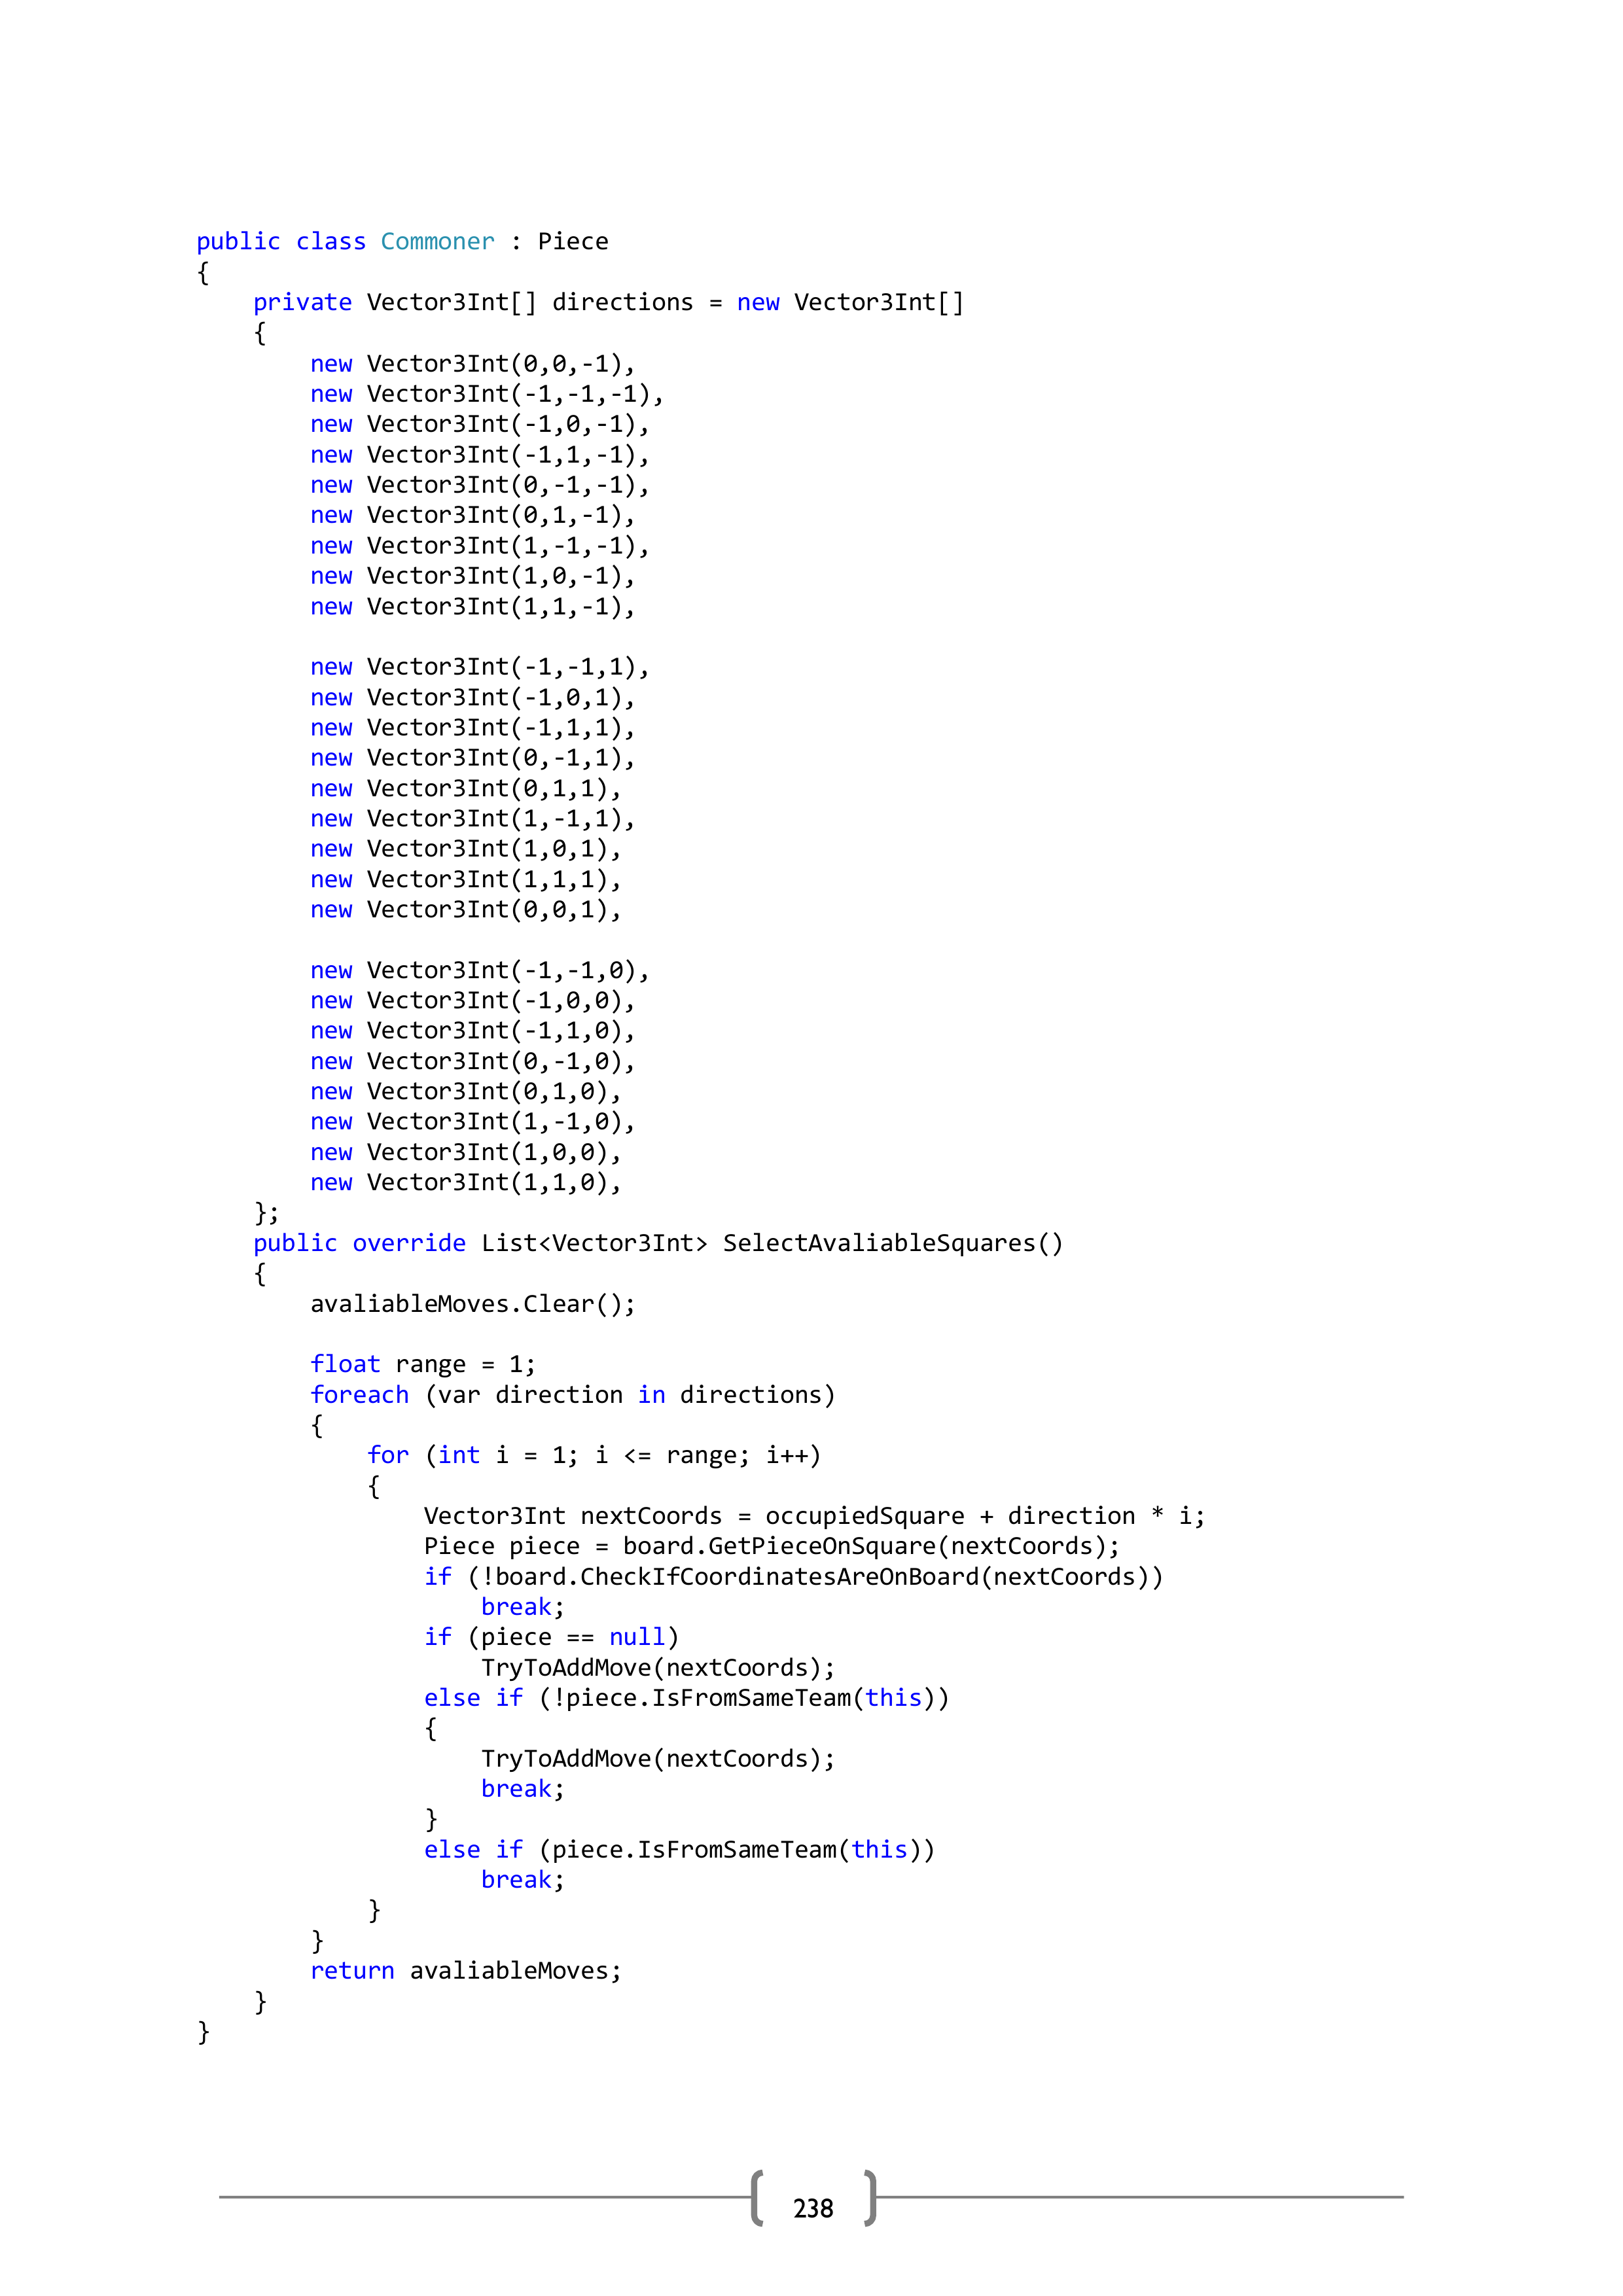 public class Commoner : Piece
{
    private Vector3Int[] directions = new Vector3Int[]
    {
        new Vector3Int(0,0,-1),
        new Vector3Int(-1,-1,-1),
        new Vector3Int(-1,0,-1),
        new Vector3Int(-1,1,-1),
        new Vector3Int(0,-1,-1),
        new Vector3Int(0,1,-1),
        new Vector3Int(1,-1,-1),
        new Vector3Int(1,0,-1),
        new Vector3Int(1,1,-1),

        new Vector3Int(-1,-1,1),
        new Vector3Int(-1,0,1),
        new Vector3Int(-1,1,1),
        new Vector3Int(0,-1,1),
        new Vector3Int(0,1,1),
        new Vector3Int(1,-1,1),
        new Vector3Int(1,0,1),
        new Vector3Int(1,1,1),
        new Vector3Int(0,0,1),

        new Vector3Int(-1,-1,0),
        new Vector3Int(-1,0,0),
        new Vector3Int(-1,1,0),
        new Vector3Int(0,-1,0),
        new Vector3Int(0,1,0),
        new Vector3Int(1,-1,0),
        new Vector3Int(1,0,0),
        new Vector3Int(1,1,0),
    };
    public override List<Vector3Int> SelectAvaliableSquares()
    {
        avaliableMoves.Clear();

        float range = 1;
        foreach (var direction in directions)
        {
            for (int i = 1; i <= range; i++)
            {
                Vector3Int nextCoords = occupiedSquare + direction * i;
                Piece piece = board.GetPieceOnSquare(nextCoords);
                if (!board.CheckIfCoordinatesAreOnBoard(nextCoords))
                    break;
                if (piece == null)
                    TryToAddMove(nextCoords);
                else if (!piece.IsFromSameTeam(this))
                {
                    TryToAddMove(nextCoords);
                    break;
                }
                else if (piece.IsFromSameTeam(this))
                    break;
            }
        }
        return avaliableMoves;
    }
}
238